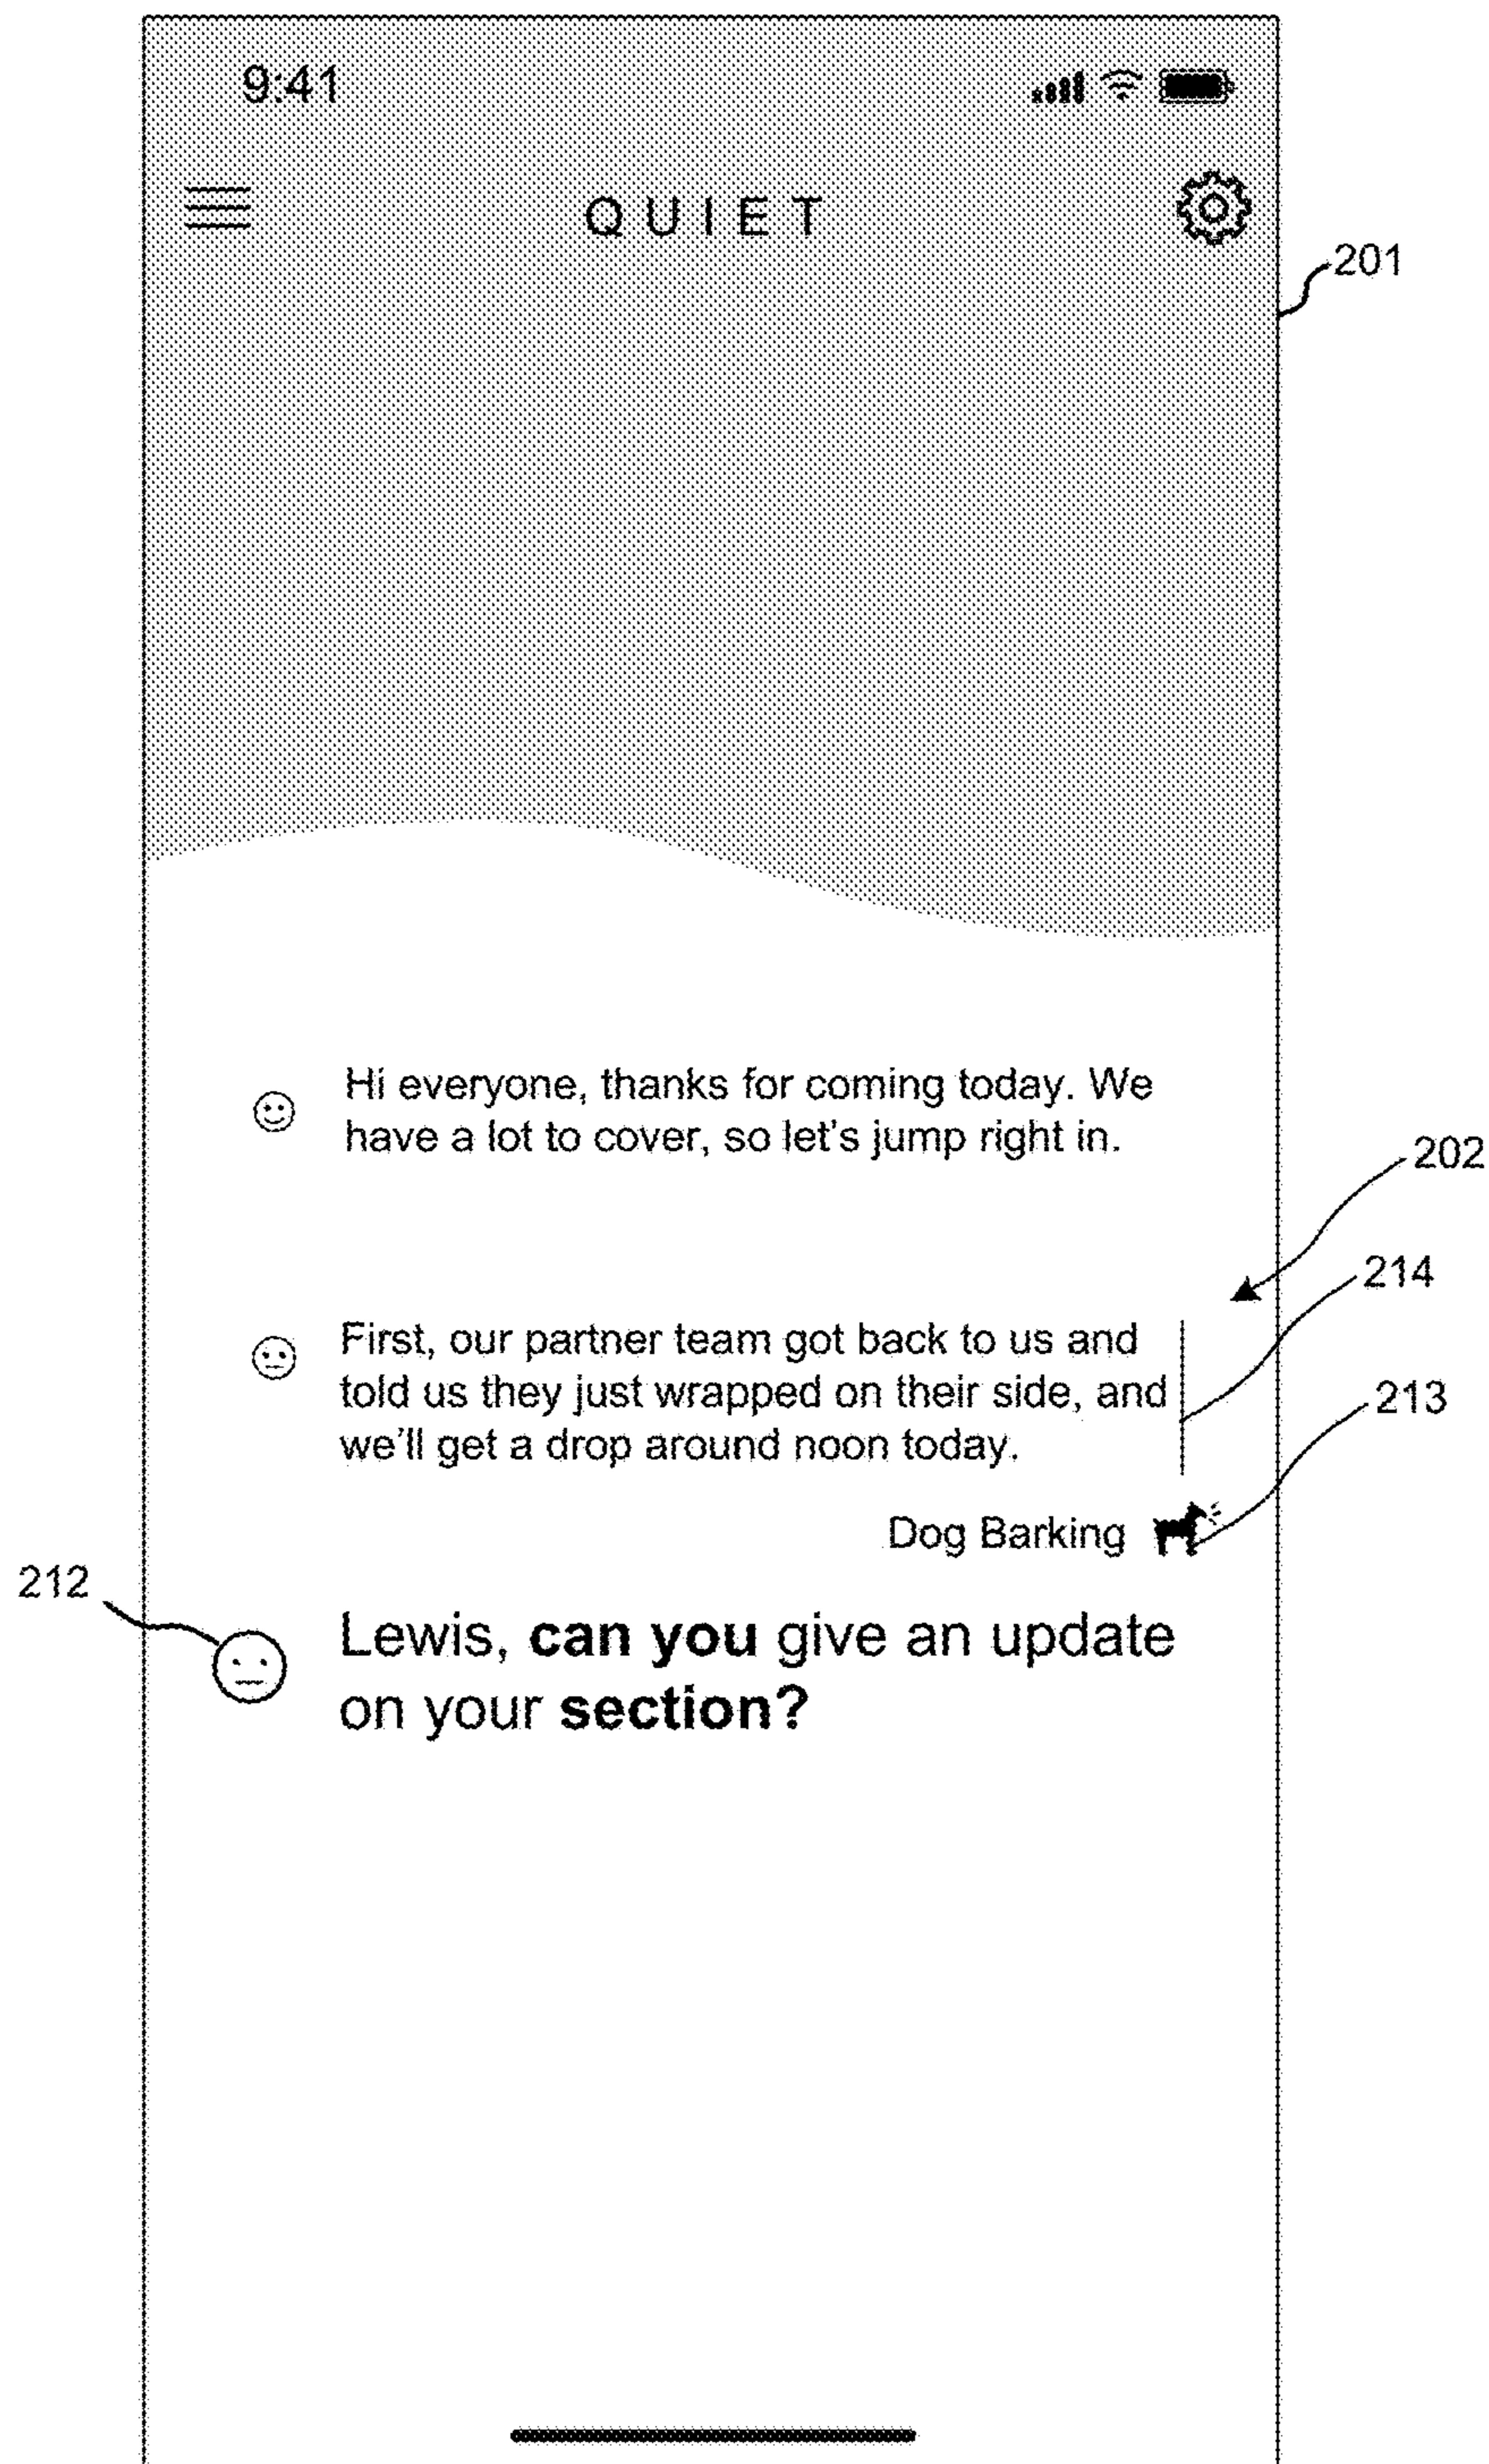 9:41
QUIET
201
Hi everyone, thanks for coming today. We
have a lot to cover, so let's jump right in.
202
214
First, our partner team got back to us and
told us they just wrapped on their side, and
we'll get a drop around noon today.
213
Dog Barking
212
Lewis, can you give an update
on your section?